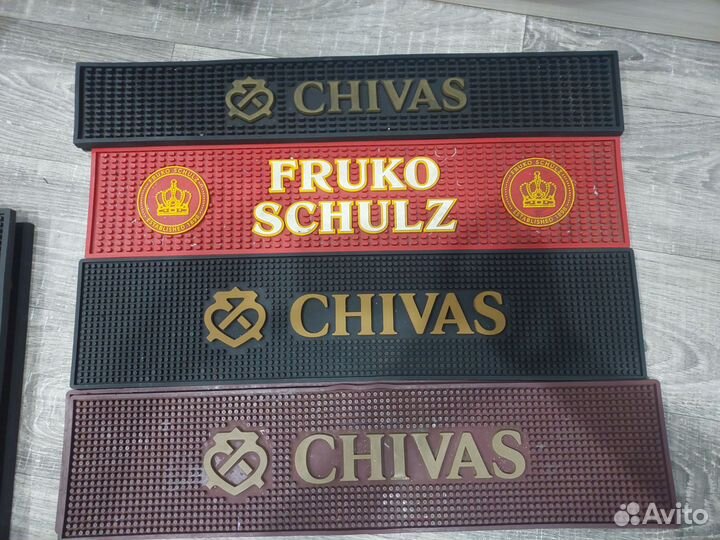 CHIVAS
FRUKO SCHULZ
FRUKO
SCHULZ
FRUKO SCHULZ
ESTABLISHED
ESTABLISHED
CHIVAS
CHIVAS
Avito